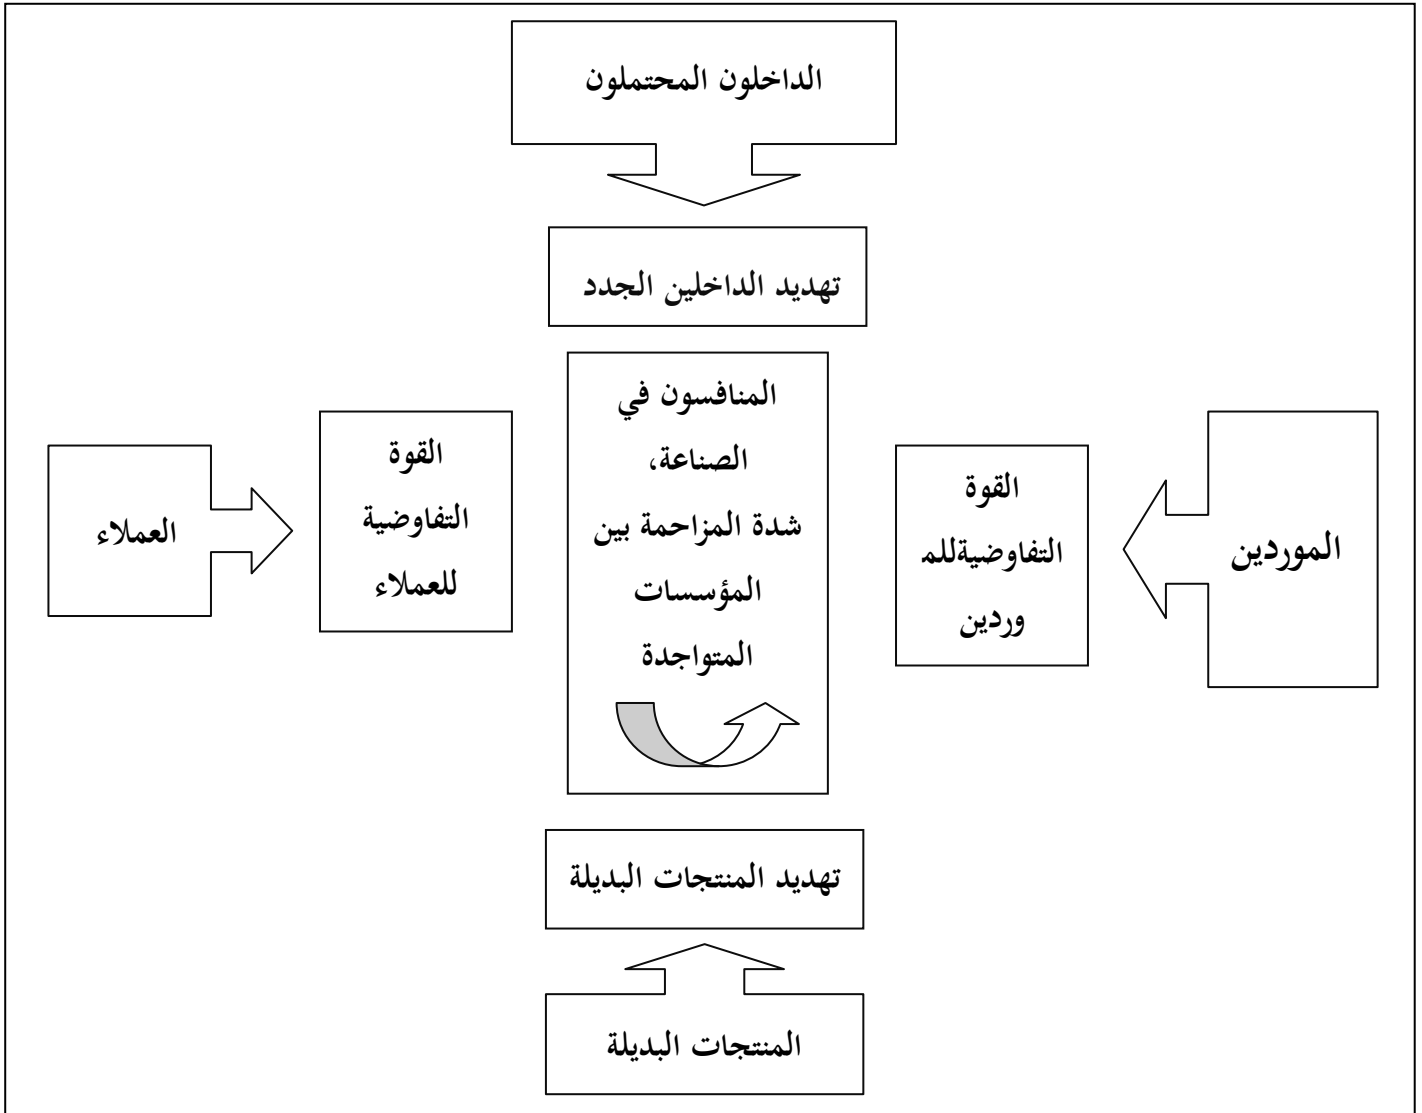 الداخلون المحتملون
تهديد الداخلين الجدد
المنافسون في
الصناعة،
شدة المزاحمة بين
المؤسسات
المتواجدة
الموردين
القوة
التفاوضيةللم
وردين
القوة
التفاوضية
للعملاء
العملاء
تهديد المنتجات البديلة
المنتجات البديلة